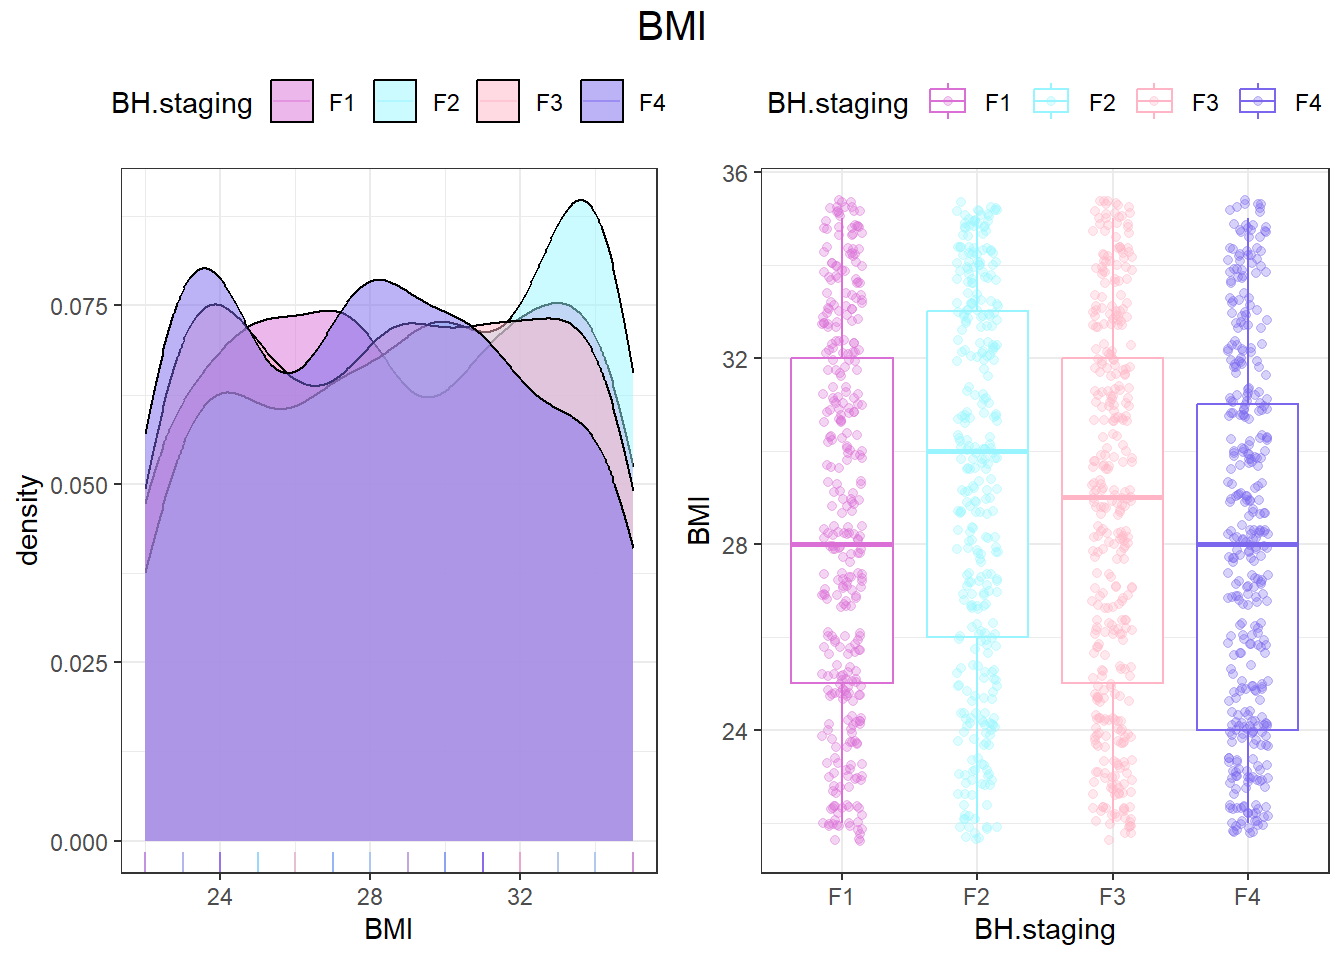 BMI
BH.staging F1 F2 F3 F4
BH.staging F1 F2 F3 F4
density
0.075
0.050
0.025
0.000
24 28 32
BMI
BMI
36
32
28
24
F1 F2 F3 F4
BH.staging